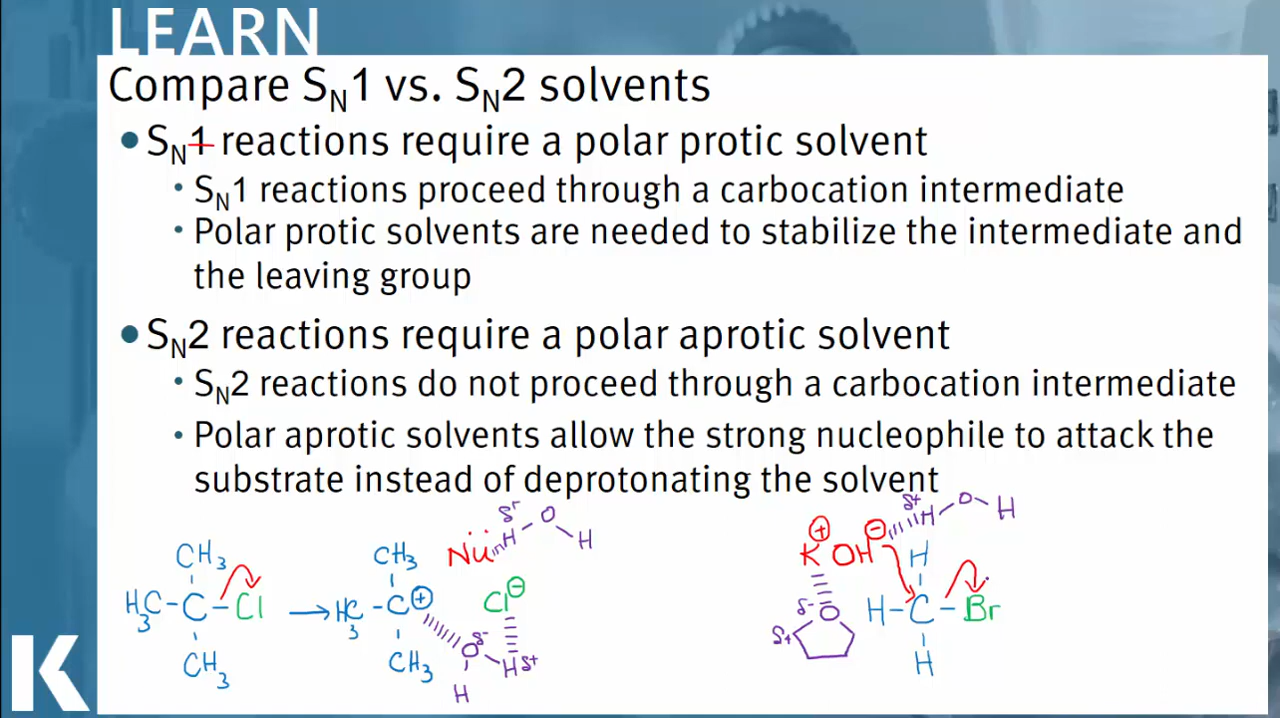 LEARN
Compare SN1 vs. SN2 solvents
• SN1 reactions require a polar protic solvent
• SN1 reactions proceed through a carbocation intermediate
• Polar protic solvents are needed to stabilize the intermediate and
the leaving group
• SN2 reactions require a polar aprotic solvent
• SN2 reactions do not proceed through a carbocation intermediate
• Polar aprotic solvents allow the strong nucleophile to attack the
substrate instead of deprotonating the solvent
CH3
H3C-C-Cl
CH3
CH3
H3C-C⊕
CH3
Nü
δ+
H-O-H
Cl⊖
δ-
O-H δ+
H
K⊕ OH⊖
δ+
H-O-H
δ-
O
δ+
H
H-C-Br
H
K